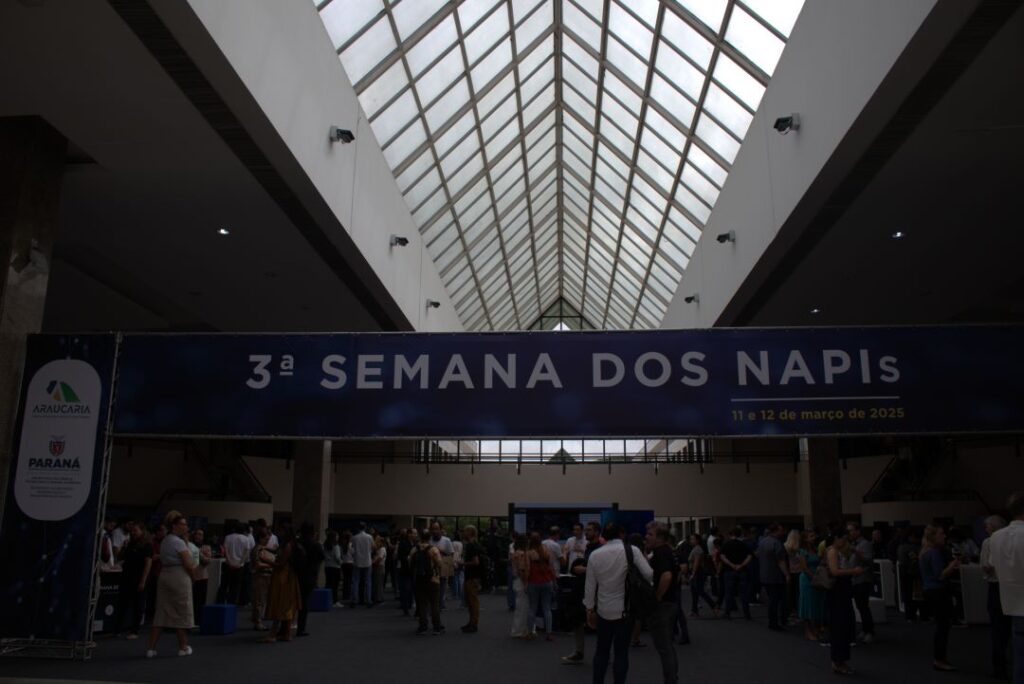 3ª SEMANA DOS NAPIs
11 e 12 de março de 2025
ARAUCÁRIA
PARANÁ